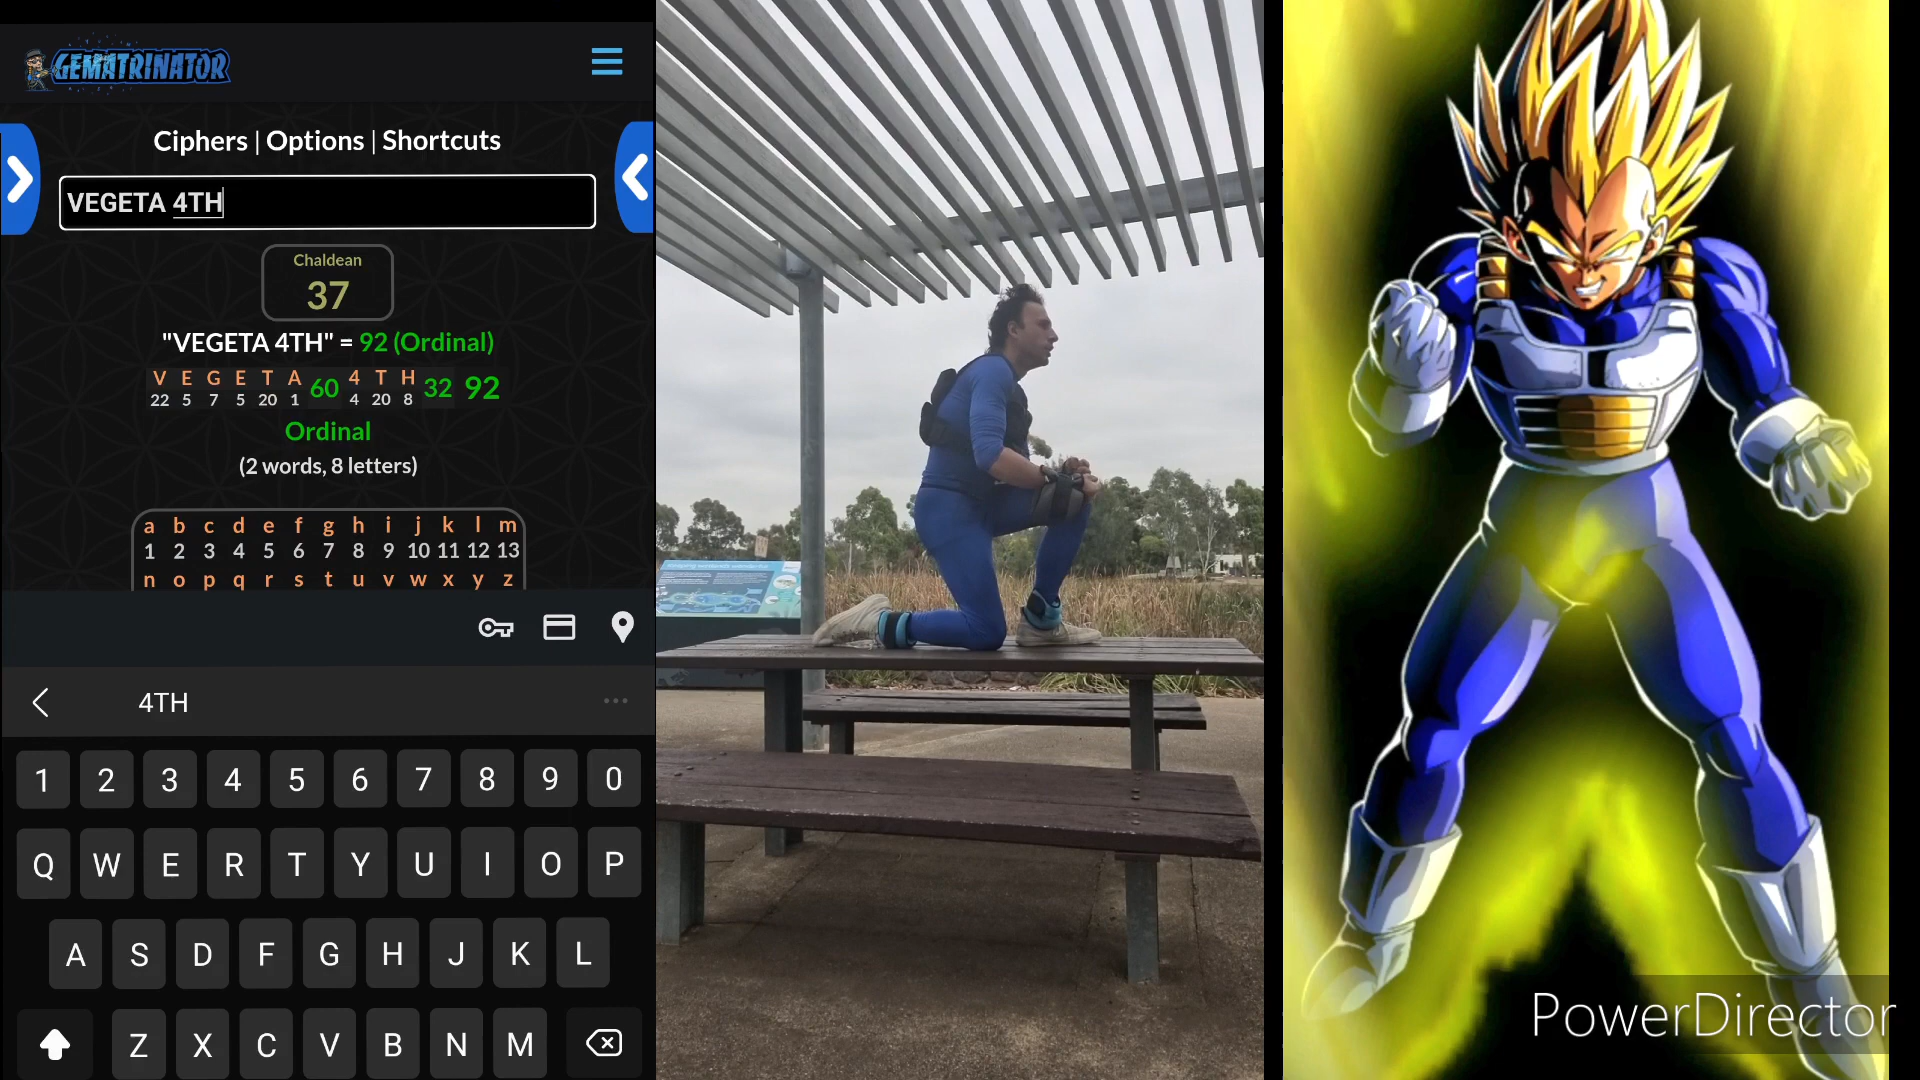 GEMATRINATOR
Ciphers | Options | Shortcuts
VEGETA 4TH
Chaldean
37
"VEGETA 4TH" = 92 (Ordinal)
V E G E T A 60 4 T H 32 92
22 5 7 5 20 1 4 20 8
Ordinal
(2 words, 8 letters)
a b c d e f g h i j k l m
1 2 3 4 5 6 7 8 9 10 11 12 13
n o p q r s t u v w x y z
4TH
1 2 3 4 5 6 7 8 9 0
Q W E R T Y U I O P
A S D F G H J K L
Z X C V B N M
PowerDirector